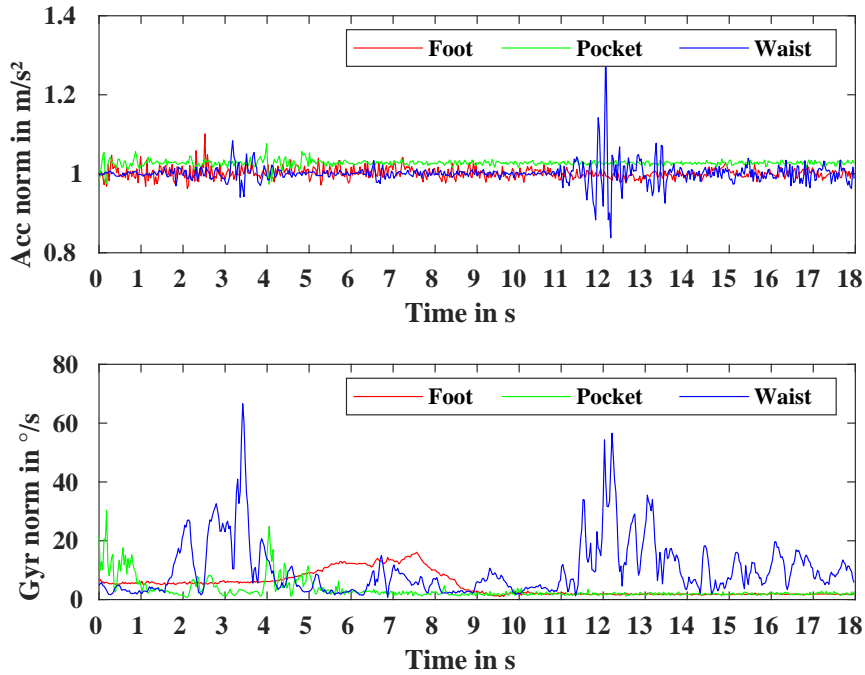 1.4
Foot Pocket Waist
1.2
1
0.8
Acc norm in m/s²
0 1 2 3 4 5 6 7 8 9 10 11 12 13 14 15 16 17 18
Time in s
80
Foot Pocket Waist
60
40
20
0
Gyr norm in °/s
0 1 2 3 4 5 6 7 8 9 10 11 12 13 14 15 16 17 18
Time in s